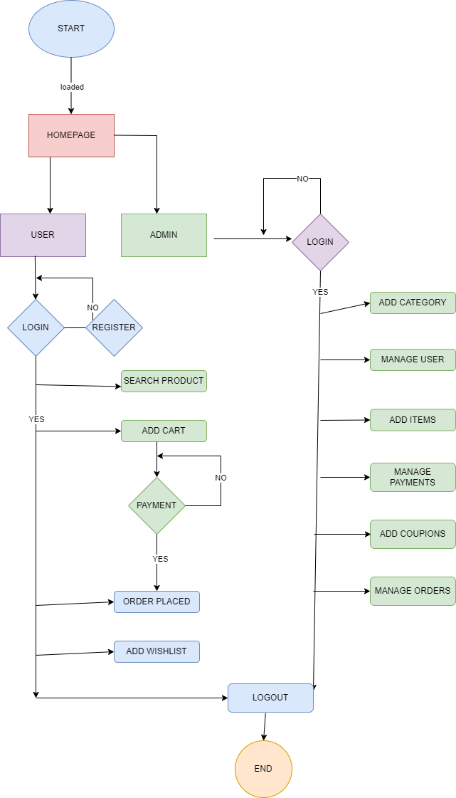 START
loaded
HOMEPAGE
USER
ADMIN
NO
LOGIN
YES
NO
LOGIN
REGISTER
ADD CATEGORY
MANAGE USER
SEARCH PRODUCT
YES
ADD CART
ADD ITEMS
NO
PAYMENT
MANAGE
PAYMENTS
YES
ADD COUPIONS
ORDER PLACED
MANAGE ORDERS
ADD WISHLIST
LOGOUT
END